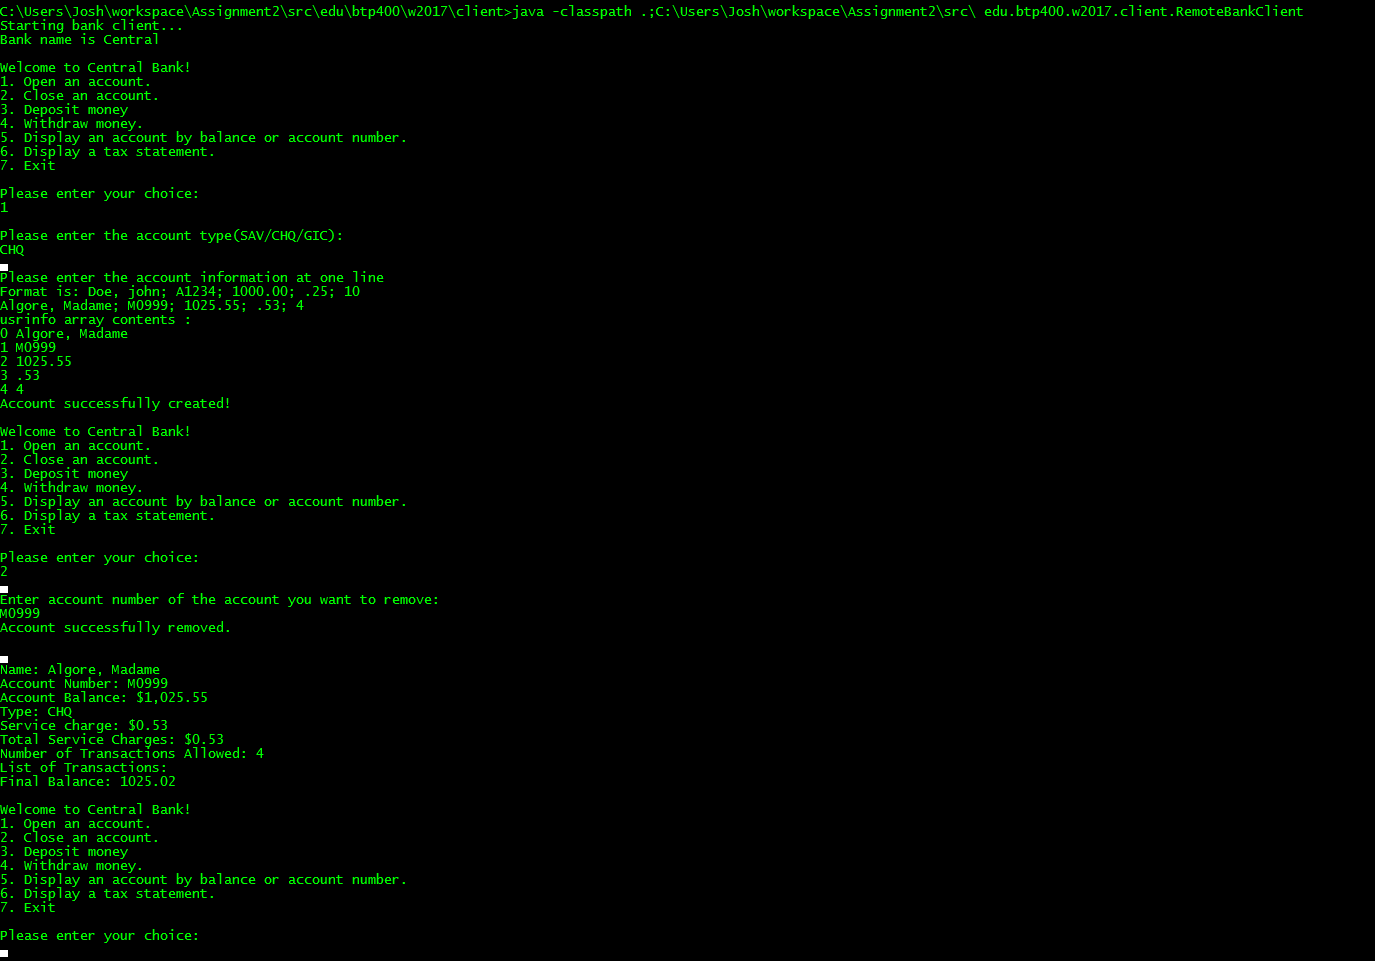 C:\Users\Josh\workspace\Assignment2\src\edu\btp400\w2017\client>java -classpath .;C:\Users\Josh\workspace\Assignment2\src\ edu.btp400.w2017.client.RemoteBankClient
Starting bank client...
Bank name is Central
Welcome to Central Bank!
1. Open an account.
2. Close an account.
3. Deposit money
4. Withdraw money.
5. Display an account by balance or account number.
6. Display a tax statement.
7. Exit
Please enter your choice:
1
Please enter the account type(SAV/CHQ/GIC):
CHQ
Please enter the account information at one line
Format is: Doe, john; A1234; 1000.00; .25; 10
Algore, Madame; M0999; 1025.55; .53; 4
usrinfo array contents :
0 Algore, Madame
1 M0999
2 1025.55
3 .53
4 4
Account successfully created!
Welcome to Central Bank!
1. Open an account.
2. Close an account.
3. Deposit money
4. Withdraw money.
5. Display an account by balance or account number.
6. Display a tax statement.
7. Exit
Please enter your choice:
2
Enter account number of the account you want to remove:
M0999
Account successfully removed.
Name: Algore, Madame
Account Number: M0999
Account Balance: $1,025.55
Type: CHQ
Service charge: $0.53
Total Service Charges: $0.53
Number of Transactions Allowed: 4
List of Transactions:
Final Balance: 1025.02
Welcome to Central Bank!
1. Open an account.
2. Close an account.
3. Deposit money
4. Withdraw money.
5. Display an account by balance or account number.
6. Display a tax statement.
7. Exit
Please enter your choice: